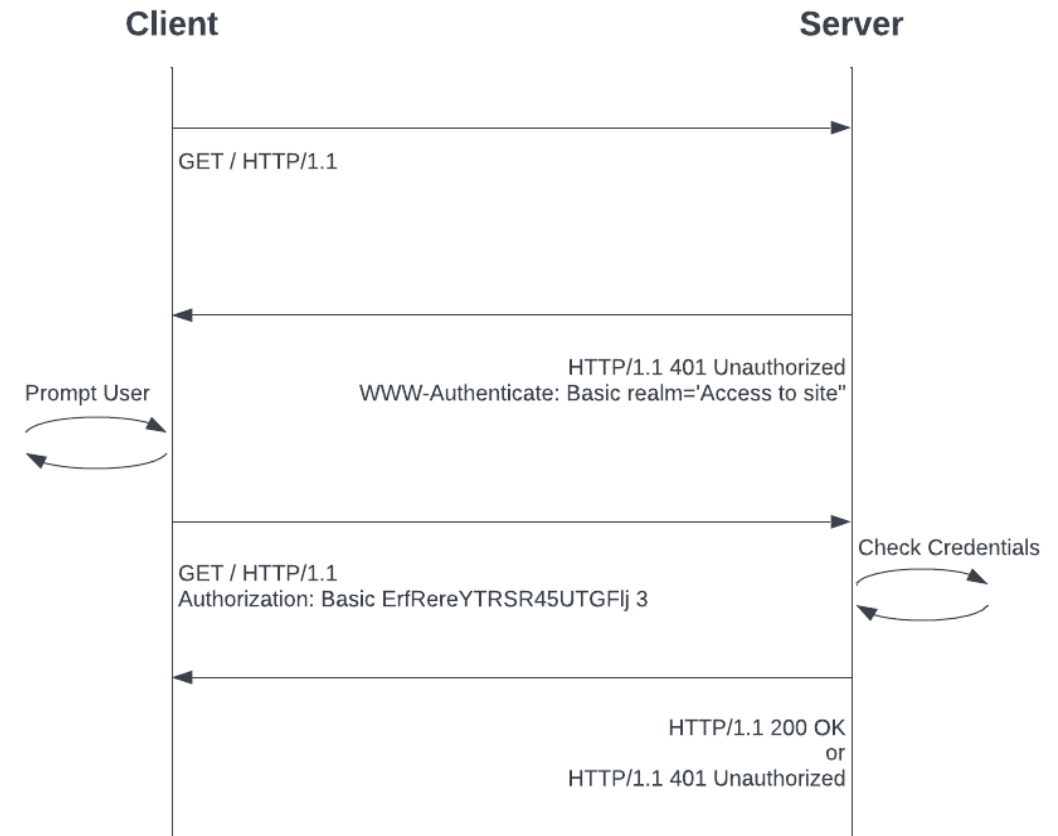 Client
Server
GET / HTTP/1.1
HTTP/1.1 401 Unauthorized
WWW-Authenticate: Basic realm='Access to site"
Prompt User
GET / HTTP/1.1
Authorization: Basic ErfRereYTRSR45UTGFlj 3
Check Credentials
HTTP/1.1 200 OK
or
HTTP/1.1 401 Unauthorized